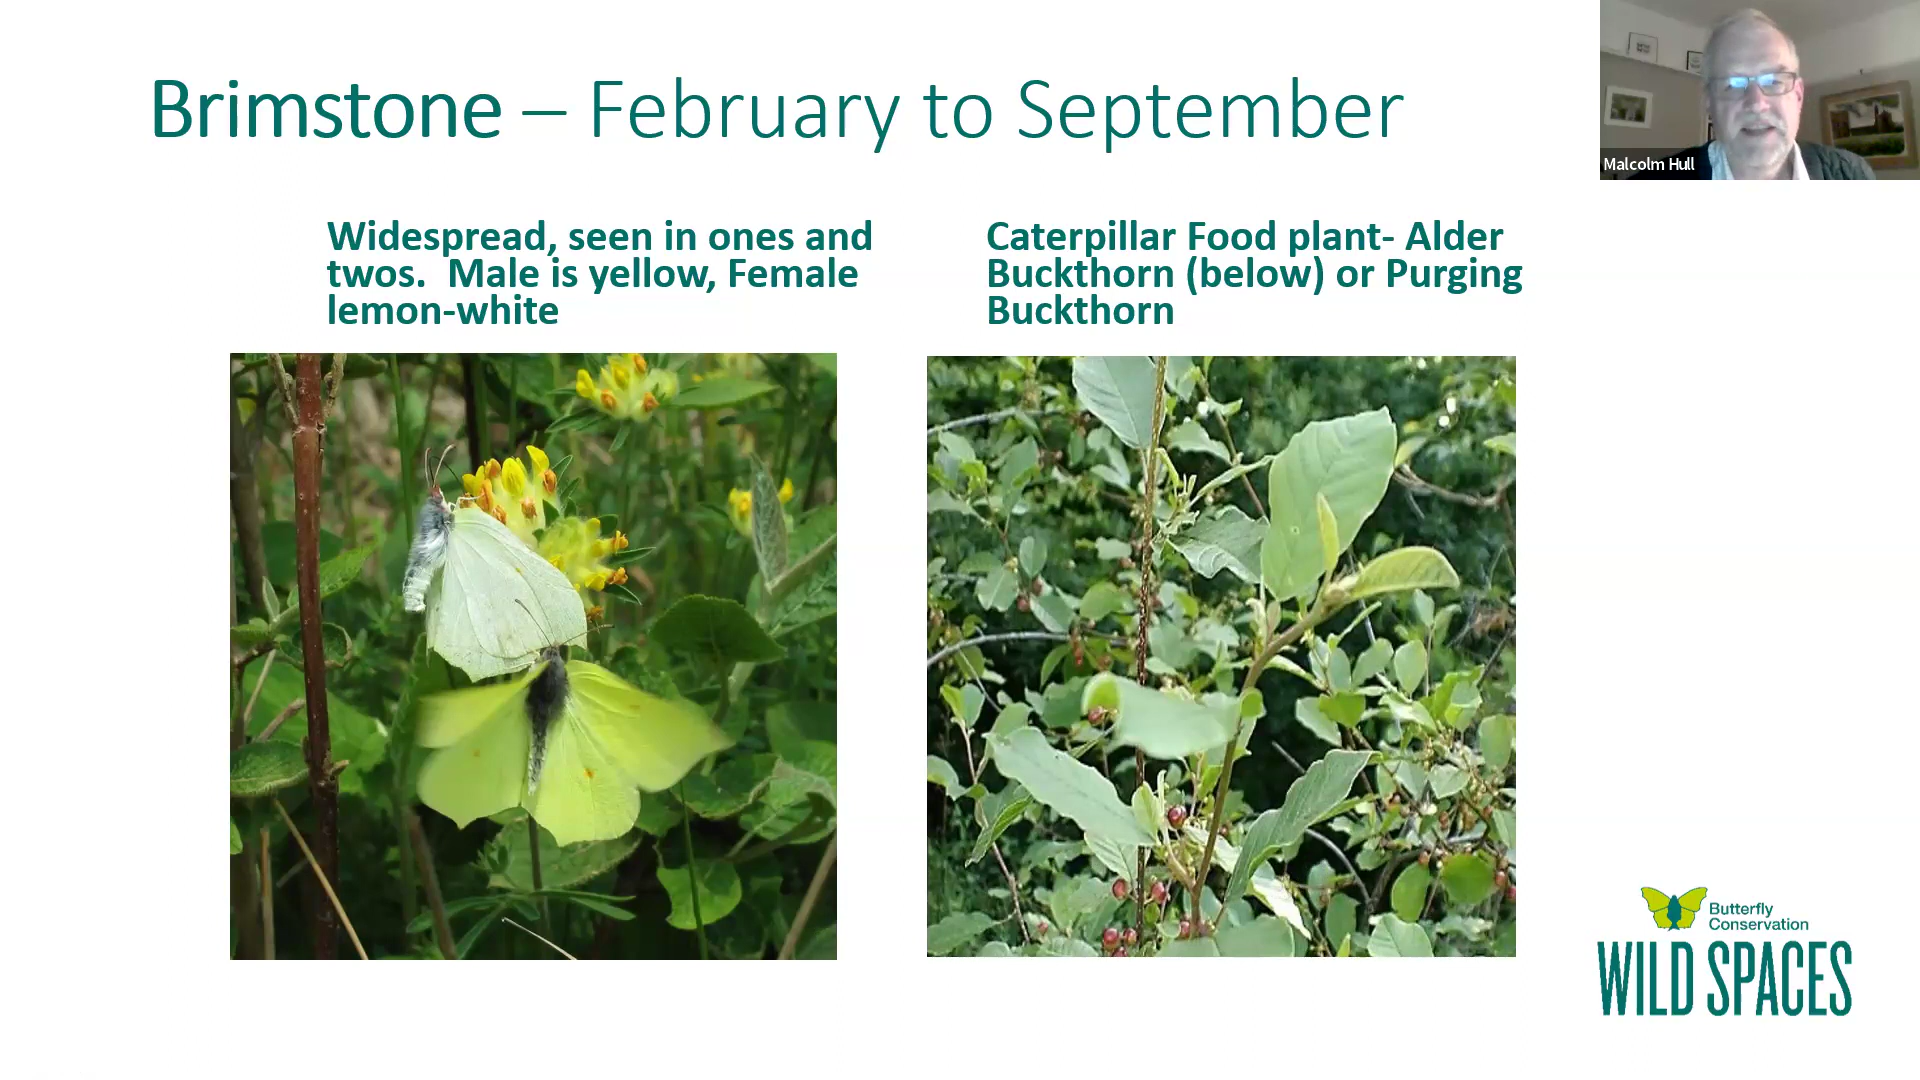 Brimstone – February to September
Malcolm Hull
Widespread, seen in ones and
twos.  Male is yellow, Female
lemon-white
Caterpillar Food plant- Alder
Buckthorn (below) or Purging
Buckthorn
Butterfly
Conservation
WILD SPACES